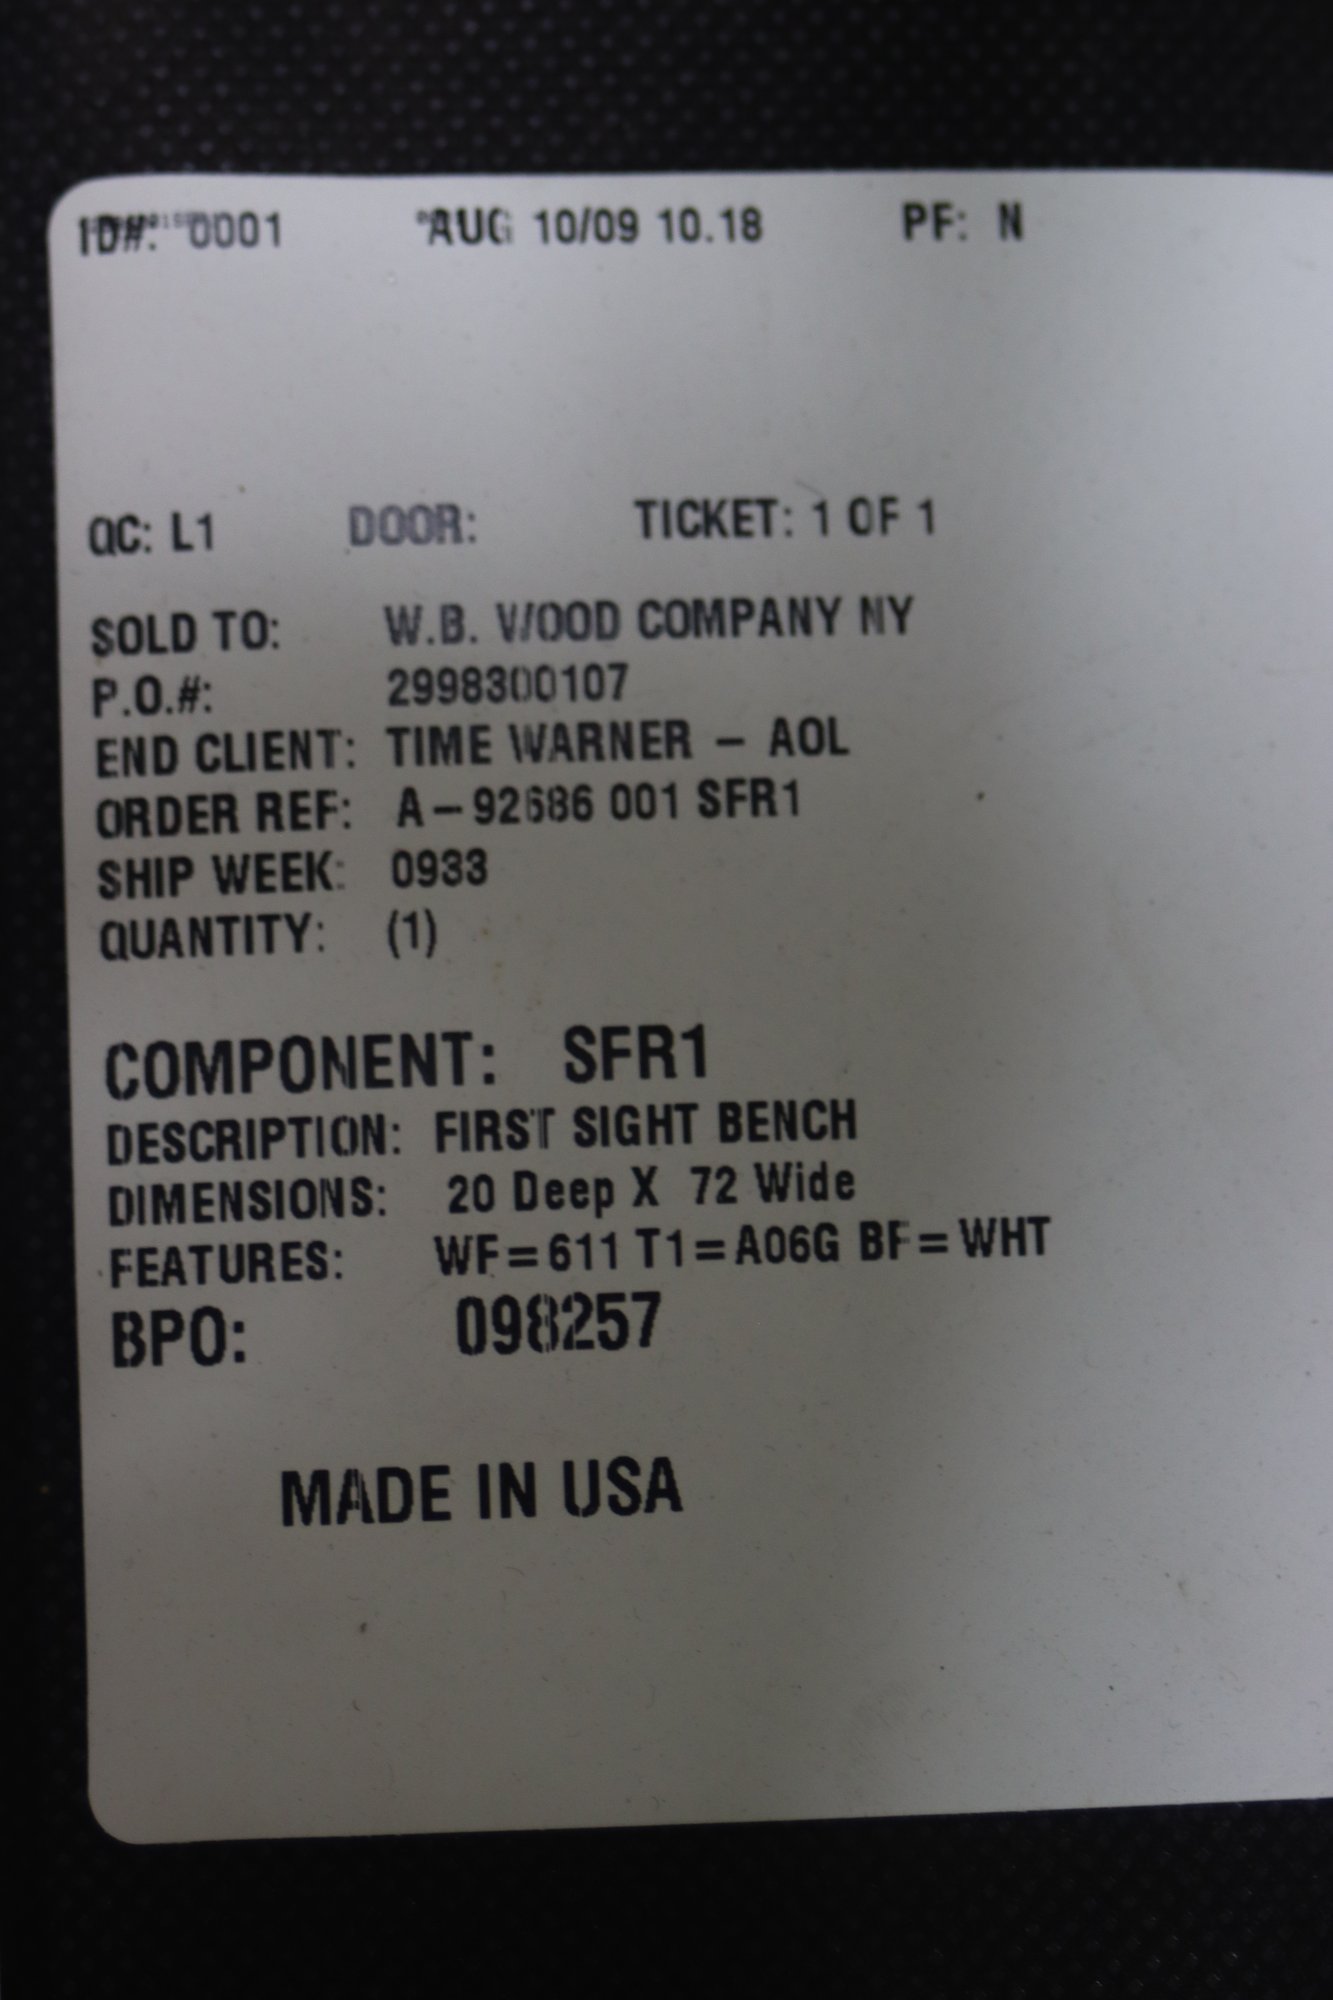 ID#: 0001 AUG 10/09 10.18 PF: N
QC: L1 DOOR: TICKET: 1 OF 1
SOLD TO: W.B. WOOD COMPANY NY
P.O.#: 2998300107
END CLIENT: TIME WARNER – AOL
ORDER REF: A–92686 001 SFR1
SHIP WEEK: 0933
QUANTITY: (1)
COMPONENT: SFR1
DESCRIPTION: FIRST SIGHT BENCH
DIMENSIONS: 20 Deep X 72 Wide
FEATURES: WF=611 T1=A06G BF=WHT
BPO: 098257
MADE IN USA